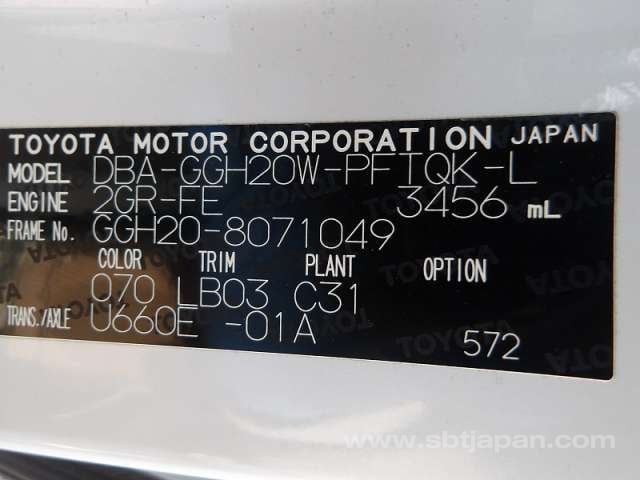 TOYOTA MOTOR CORPORATION JAPAN
MODEL DBA-GGH20W-PFTQK-L
ENGINE 2GR-FE 3456 mL
FRAME No. GGH20-8071049
COLOR TRIM PLANT OPTION
070 LB03 C31
TRANS./AXLE U660E -01A
572
www.sbtjapan.com